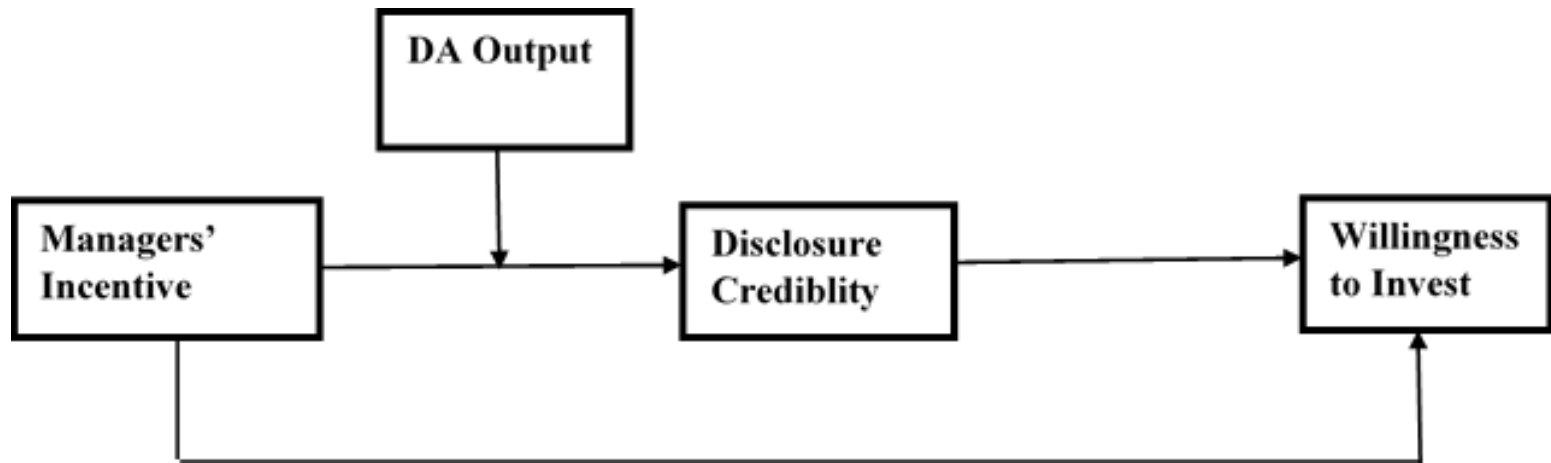 DA Output
Managers’
Incentive
Disclosure
Crediblity
Willingness
to Invest